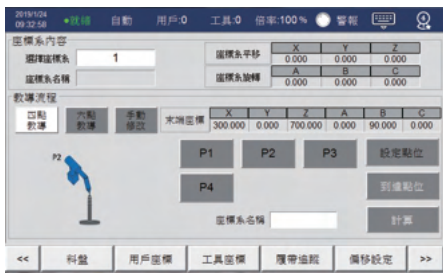 2019/1/24
09:32:58
●就緒 自動 用戶:0 工具:0 倍率:100 % 警報
座標系內容
選擇座標系 1 座標系平移 X Y Z
0.000 0.000 0.000
座標系名稱 座標系旋轉 A B C
0.000 0.000 0.000
教導流程
四點教導 六點教導 手動修改 末端座標 X Y Z A B C
300.000 0.000 700.000 0.000 90.000 0.000
P2 P1 P2 P3 設定點位
P4 到達點位
座標系名稱 計算
<< 料盤 用戶座標 工具座標 履帶追蹤 偏移設定 >>